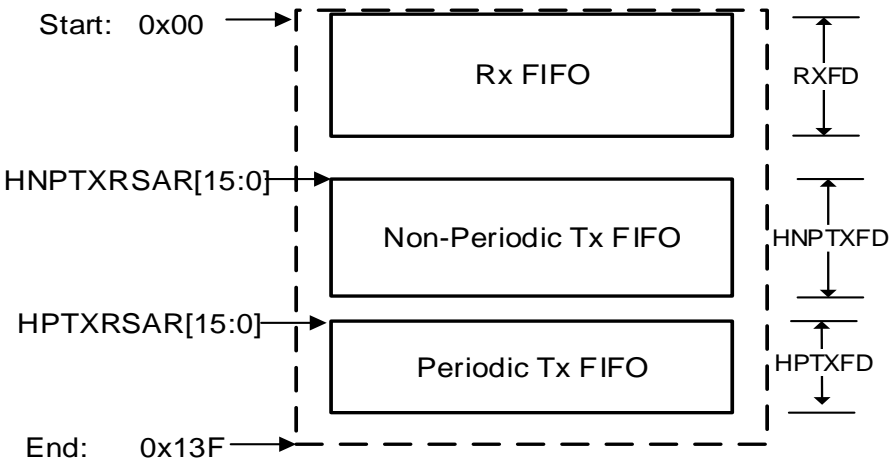 Start: 0x00
Rx FIFO
RXFD
HNPTXRSAR[15:0]
Non-Periodic Tx FIFO
HNPTXFD
HPTXRSAR[15:0]
Periodic Tx FIFO
HPTXFD
End: 0x13F